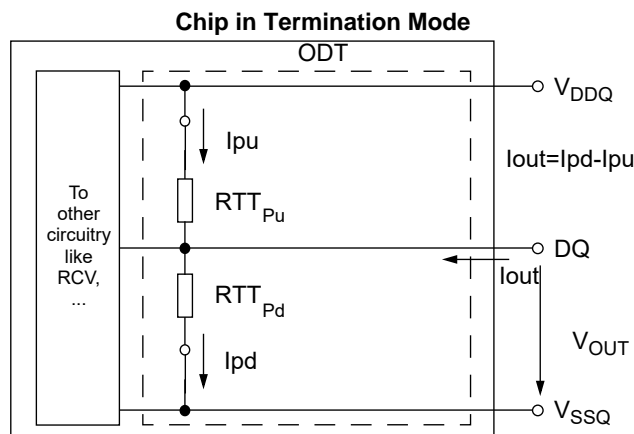 Chip in Termination Mode
ODT
VDDQ
Ipu
Iout=Ipd-Ipu
To
other
circuitry
like
RCV,
...
RTTPu
DQ
Iout
RTTPd
VOUT
Ipd
VSSQ